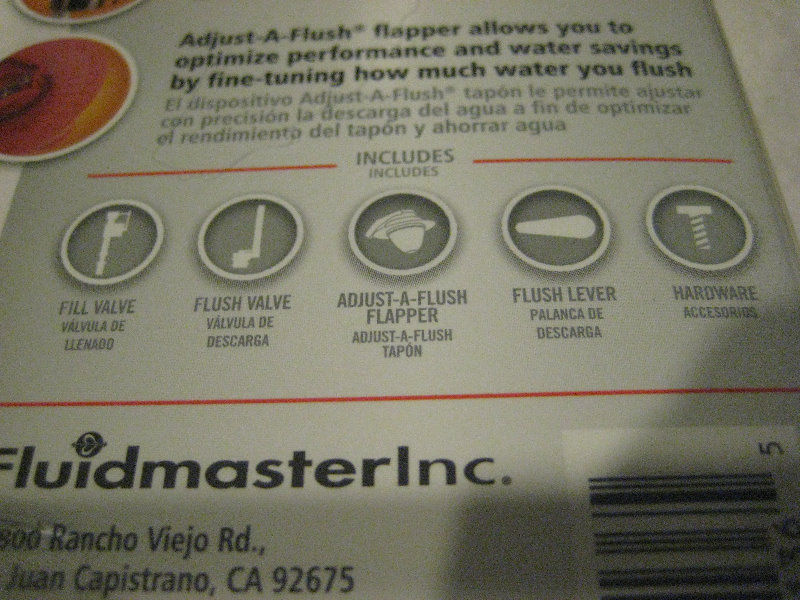 Adjust-A-Flush® flapper allows you to
optimize performance and water savings
by fine-tuning how much water you flush
El dispositivo Adjust-A-Flush® tapón le permite ajustar
con precisión la descarga del agua a fin de optimizar
el rendimiento del tapón y ahorrar agua
INCLUDES
INCLUDES
FILL VALVE
VÁLVULA DE
LLENADO
FLUSH VALVE
VÁLVULA DE
DESCARGA
ADJUST-A-FLUSH
FLAPPER
ADJUST-A-FLUSH
TAPÓN
FLUSH LEVER
PALANCA DE
DESCARGA
HARDWARE
ACCESORIOS
Fluidmaster Inc.
Rancho Viejo Rd.,
Juan Capistrano, CA 92675
5